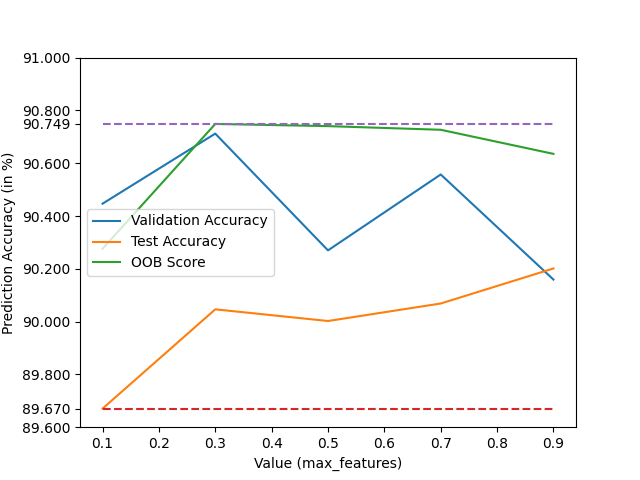 91.000
90.800
90.749
90.600
90.400
90.200
90.000
89.800
89.670
89.600
Prediction Accuracy (in %)
Validation Accuracy
Test Accuracy
OOB Score
0.1 0.2 0.3 0.4 0.5 0.6 0.7 0.8 0.9
Value (max_features)